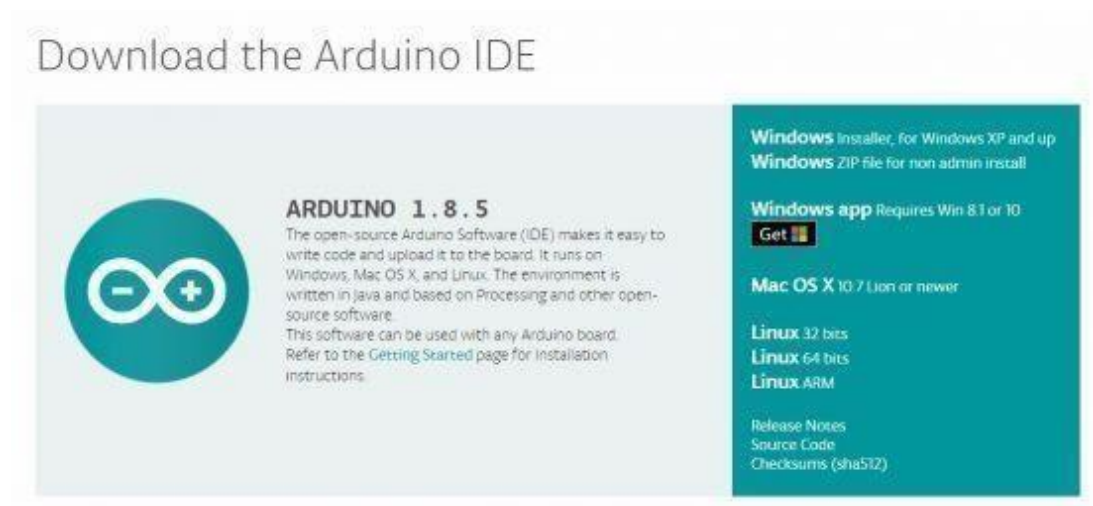 Download the Arduino IDE
ARDUINO 1.8.5
The open-source Arduino Software (IDE) makes it easy to
write code and upload it to the board. It runs on
Windows, Mac OS X, and Linux. The environment is
written in Java and based on Processing and other open-
source software.
This software can be used with any Arduino board.
Refer to the Getting Started page for Installation
instructions.
Windows Installer, for Windows XP and up
Windows ZIP file for non admin install
Windows app Requires Win 8.1 or 10
Get
Mac OS X 10.7 Lion or newer
Linux 32 bits
Linux 64 bits
Linux ARM
Release Notes
Source Code
Checksums (sha512)